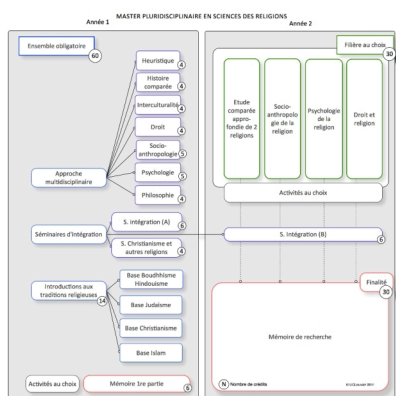 MASTER PLURIDISCIPLINAIRE EN SCIENCES DES RELIGIONS
Année 1
Année 2
Ensemble obligatoire
60
Filière au choix
30
Heuristique
4
Histoire
comparée
4
Interculturalité
4
Droit
4
Socio-
anthropologie
5
Psychologie
5
Philosophie
4
Approche
multidisciplinaire
Etude
comparée
appro-
fondie de 2
religions
Socio-
anthropolo
gie de la
religion
Psychologie
de la
religion
Droit et
religion
Activités au choix
Séminaires d'Intégration
S. intégration (A)
6
S. Christianisme et
autres religions
4
S. Intégration (B)
6
Introductions aux
traditions religieuses
14
Base Boudhhisme
Hindouisme
Base Judaïsme
Base Christianisme
Base Islam
Finalité
30
Mémoire de recherche
Activités au choix
Mémoire 1re partie
6
N Nombre de crédits